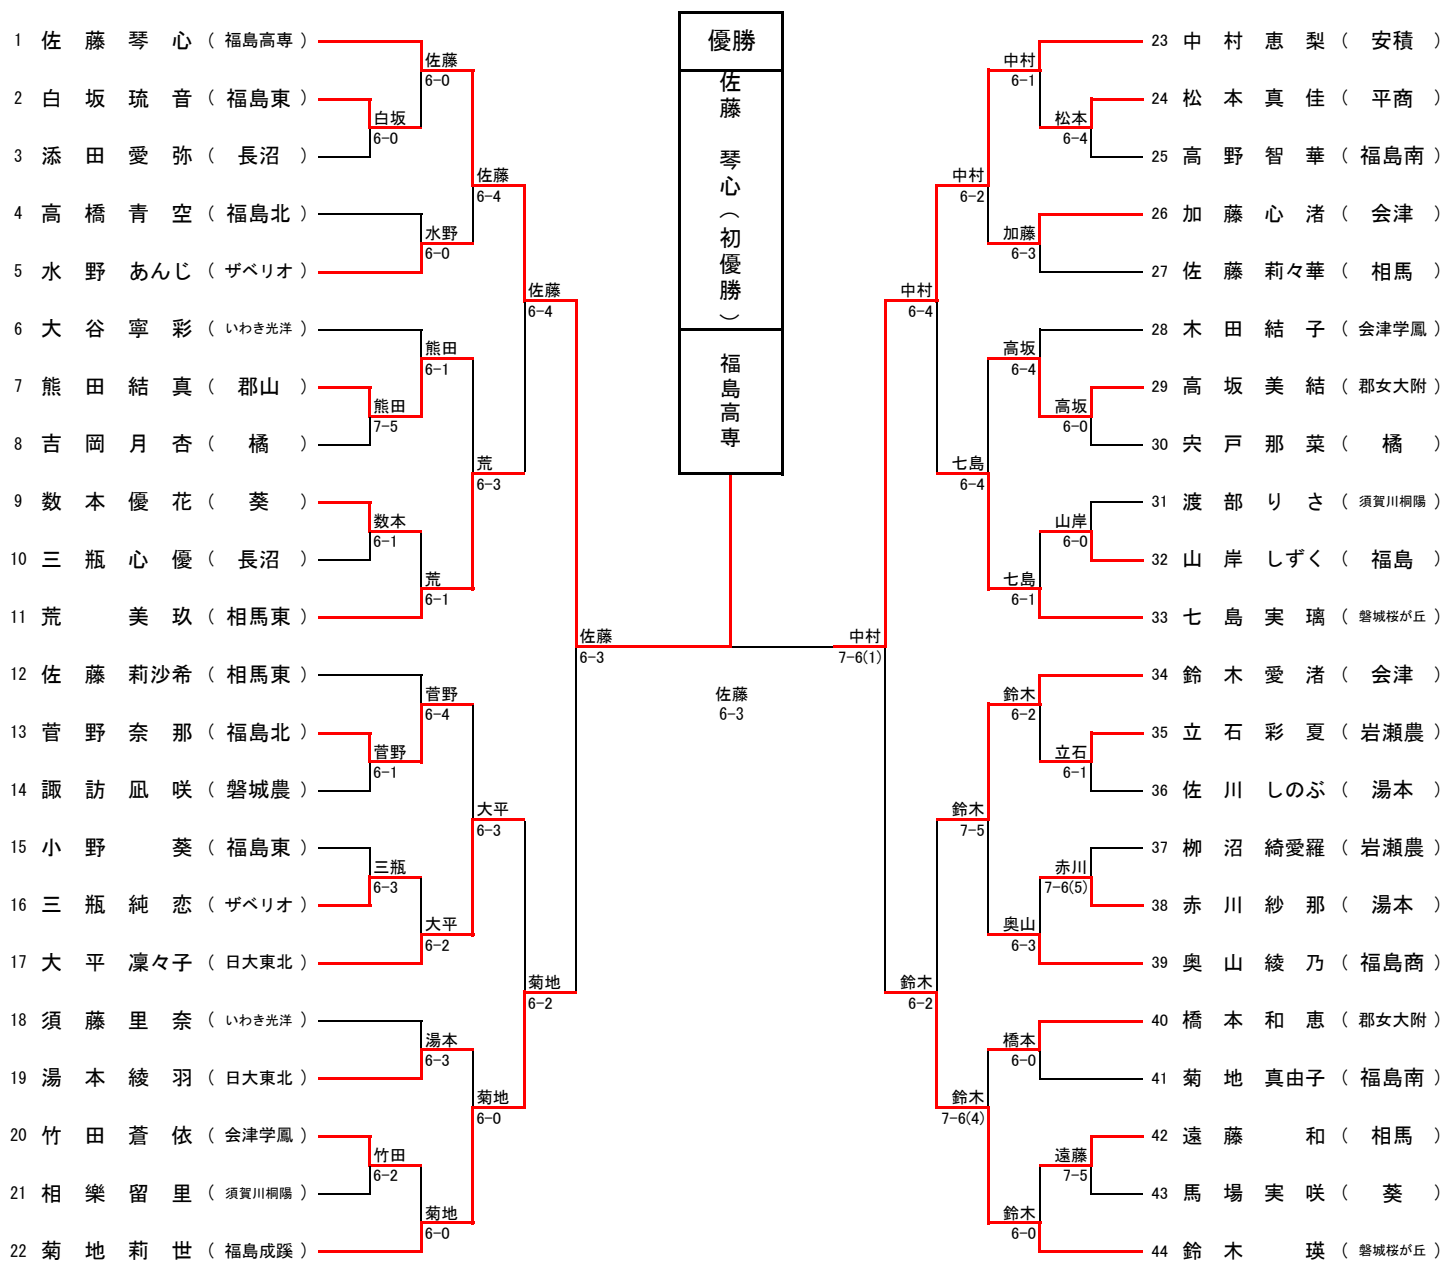 優勝
佐藤 琴心（初優勝）
福島高専
1 佐藤琴心（福島高専）
2 白坂琉音（福島東）
3 添田愛弥（長沼）
4 高橋青空（福島北）
5 水野あんじ（ザベリオ）
6 大谷寧彩（いわき光洋）
7 熊田結真（郡山）
8 吉岡月杏（橘）
9 数本優花（葵）
10 三瓶心優（長沼）
11 荒 美玖（相馬東）
12 佐藤莉沙希（相馬東）
13 菅野奈那（福島北）
14 諏訪凪咲（磐城農）
15 小野 葵（福島東）
16 三瓶純恋（ザベリオ）
17 大平凜々子（日大東北）
18 須藤里奈（いわき光洋）
19 湯本綾羽（日大東北）
20 竹田蒼依（会津学鳳）
21 相樂留里（須賀川桐陽）
22 菊地莉世（福島成蹊）
白坂
6-0
熊田
7-5
数本
6-1
菅野
6-1
三瓶
6-3
竹田
6-2
佐藤
6-0
水野
6-0
熊田
6-1
荒
6-1
菅野
6-4
大平
6-2
湯本
6-3
菊地
6-0
佐藤
6-4
荒
6-3
大平
6-3
菊地
6-0
佐藤
6-4
菊地
6-2
佐藤
6-3
佐藤
6-3
中村
7-6(1)
中村
6-4
鈴木
6-2
中村
6-2
七島
6-4
鈴木
7-5
鈴木
7-6(4)
中村
6-1
加藤
6-3
高坂
6-4
七島
6-1
鈴木
6-2
奥山
6-3
橋本
6-0
鈴木
6-0
松本
6-4
高坂
6-0
山岸
6-0
立石
6-1
赤川
7-6(5)
遠藤
7-5
23 中村恵梨（安積）
24 松本真佳（平商）
25 高野智華（福島南）
26 加藤心渚（会津）
27 佐藤莉々華（相馬）
28 木田結子（会津学鳳）
29 高坂美結（郡女大附）
30 宍戸那菜（橘）
31 渡部りさ（須賀川桐陽）
32 山岸しずく（福島）
33 七島実璃（磐城桜が丘）
34 鈴木愛渚（会津）
35 立石彩夏（岩瀬農）
36 佐川しのぶ（湯本）
37 栁沼綺愛羅（岩瀬農）
38 赤川紗那（湯本）
39 奥山綾乃（福島商）
40 橋本和恵（郡女大附）
41 菊地真由子（福島南）
42 遠藤 和（相馬）
43 馬場実咲（葵）
44 鈴木 瑛（磐城桜が丘）